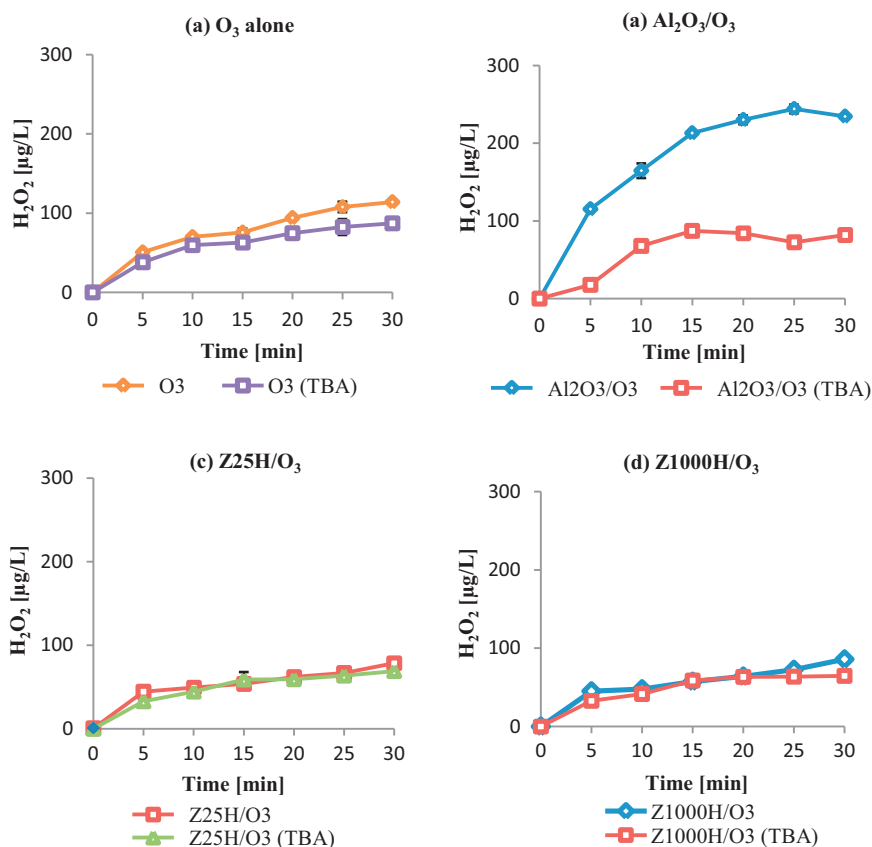 (a) O₃ alone
300
200
100
0
H₂O₂ [µg/L]
0 5 10 15 20 25 30
Time [min]
O3 O3 (TBA)
(a) Al₂O₃/O₃
300
200
100
0
H₂O₂ [µg/L]
0 5 10 15 20 25 30
Time [min]
Al2O3/O3 Al2O3/O3 (TBA)
(c) Z25H/O₃
300
200
100
0
H₂O₂ [µg/L]
0 5 10 15 20 25 30
Time [min]
Z25H/O3
Z25H/O3 (TBA)
(d) Z1000H/O₃
300
200
100
0
H₂O₂ [µg/L]
0 5 10 15 20 25 30
Time [min]
Z1000H/O3
Z1000H/O3 (TBA)